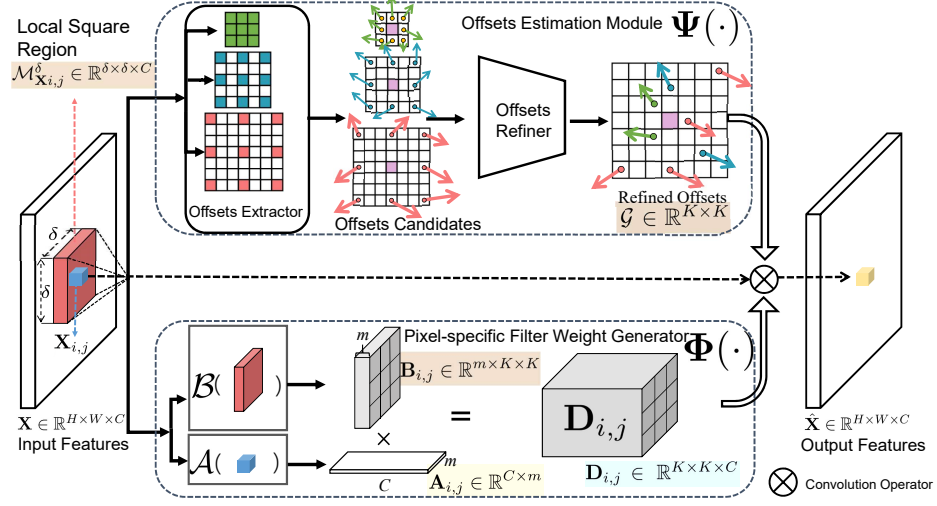 Local Square
Region
$\mathcal{M}^{\delta}_{\mathbf{X}_{i,j}} \in \mathbb{R}^{\delta \times \delta \times C}$
Offsets Extractor
Offsets Candidates
Offsets Estimation Module $\mathbf{\Psi}(\cdot)$
Offsets
Refiner
Refined Offsets
$\mathcal{G} \in \mathbb{R}^{K \times K}$
δ
δ
$\mathbf{X}_{i,j}$
$\mathbf{X} \in \mathbb{R}^{H \times W \times C}$
Input Features
Pixel-specific Filter Weight Generator $\mathbf{\Phi}(\cdot)$
$\mathcal{B}(\ )$
$\mathcal{A}(\ )$
m
$\mathbf{B}_{i,j} \in \mathbb{R}^{m \times K \times K}$
×
=
C
m
$\mathbf{A}_{i,j} \in \mathbb{R}^{C \times m}$
$\mathbf{D}_{i,j}$
$\mathbf{D}_{i,j} \in \mathbb{R}^{K \times K \times C}$
$\hat{\mathbf{X}} \in \mathbb{R}^{H \times W \times C}$
Output Features
⊗ Convolution Operator